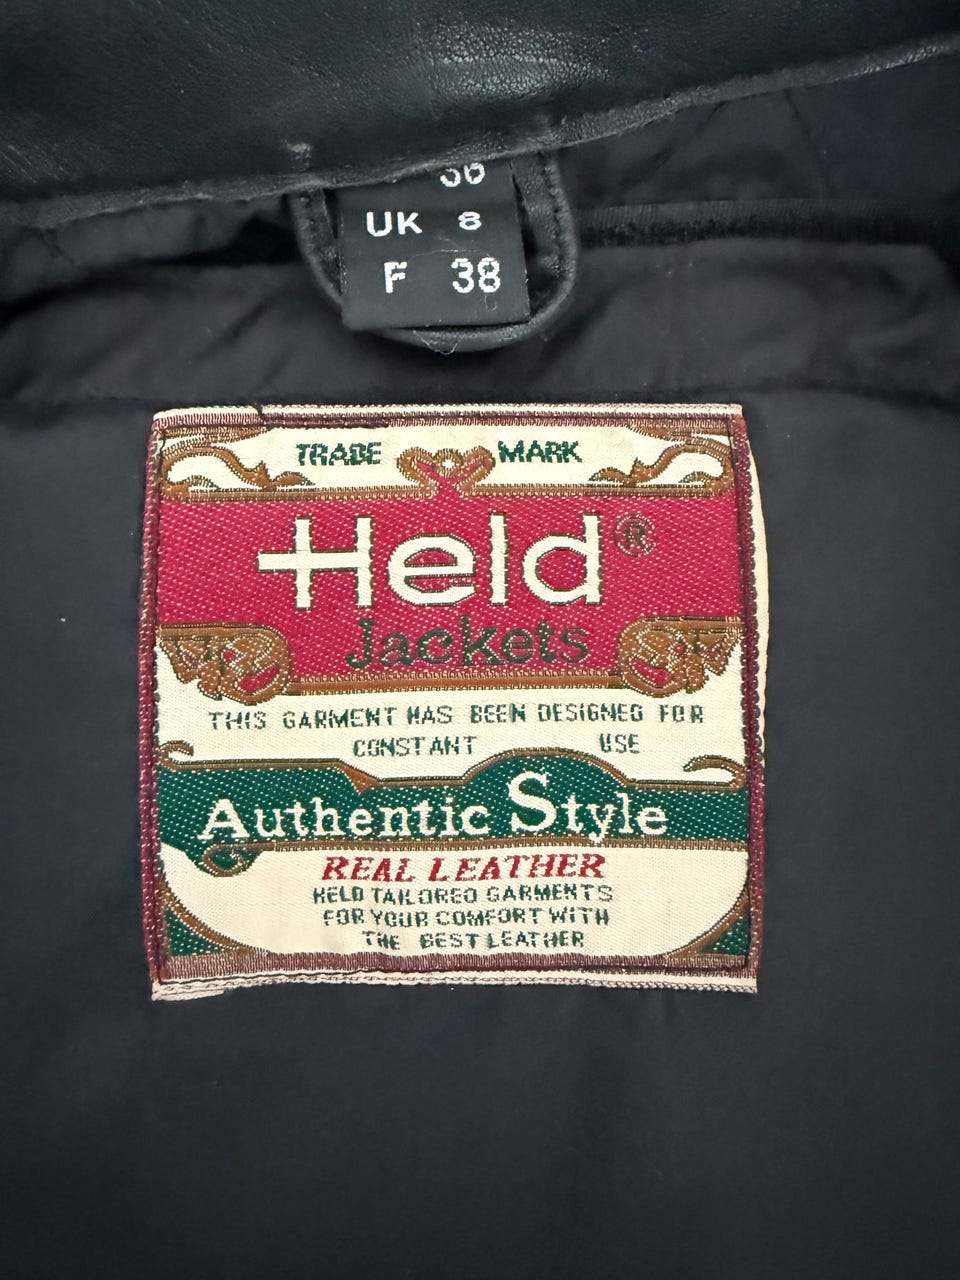 36
UK 8
F 38
TRADE MARK
Held®
Jackets
THIS GARMENT HAS BEEN DESIGNED FOR
CONSTANT USE
Authentic Style
REAL LEATHER
HELD TAILORED GARMENTS
FOR YOUR COMFORT WITH
THE BEST LEATHER